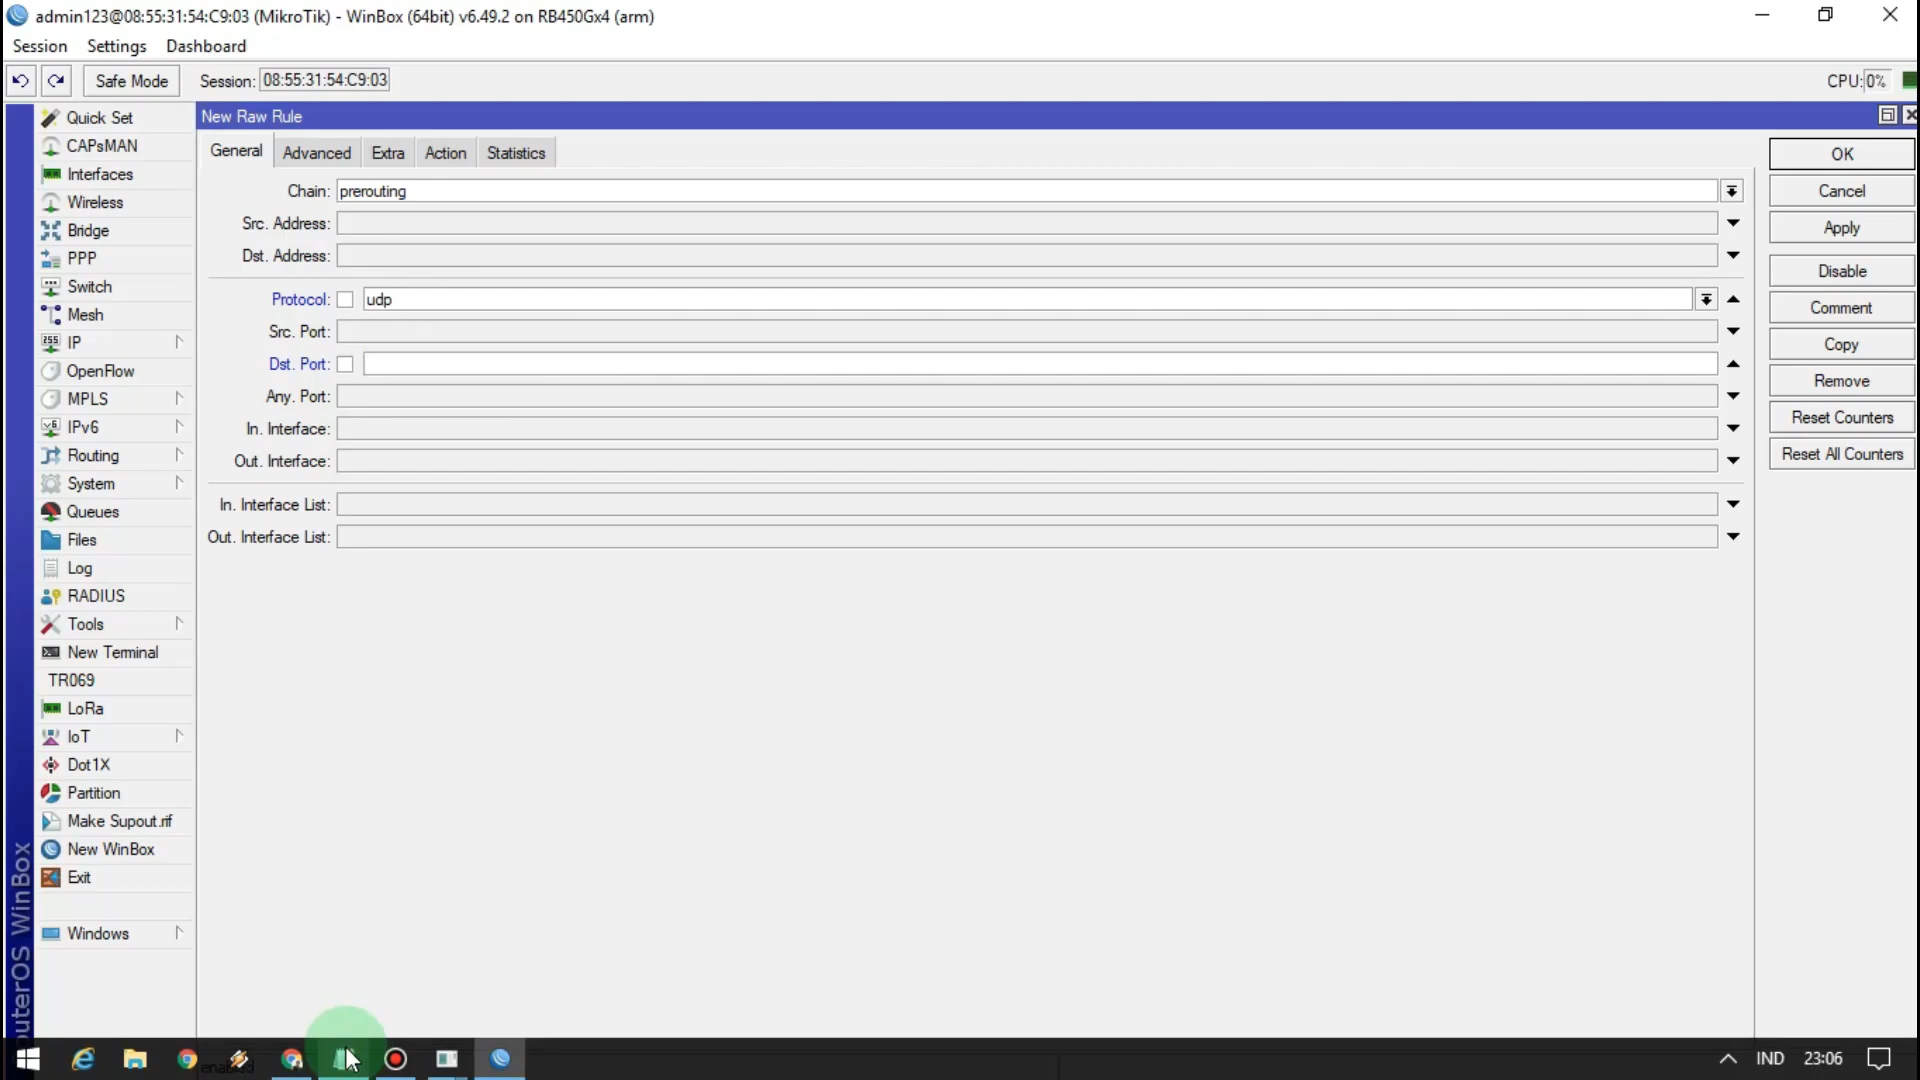 admin123@08:55:31:54:C9:03 (MikroTik) - WinBox (64bit) v6.49.2 on RB450Gx4 (arm)
Session Settings Dashboard
Safe Mode Session: 08:55:31:54:C9:03 CPU: 0%
Quick Set
CAPsMAN
Interfaces
Wireless
Bridge
PPP
Switch
Mesh
IP
OpenFlow
MPLS
IPv6
Routing
System
Queues
Files
Log
RADIUS
Tools
New Terminal
TR069
LoRa
IoT
Dot1X
Partition
Make Supout.rif
New WinBox
Exit
Windows
New Raw Rule
General Advanced Extra Action Statistics
Chain: prerouting
Src. Address:
Dst. Address:
Protocol: udp
Src. Port:
Dst. Port:
Any. Port:
In. Interface:
Out. Interface:
In. Interface List:
Out. Interface List:
OK
Cancel
Apply
Disable
Comment
Copy
Remove
Reset Counters
Reset All Counters
outerOS WinBox
IND 23:06